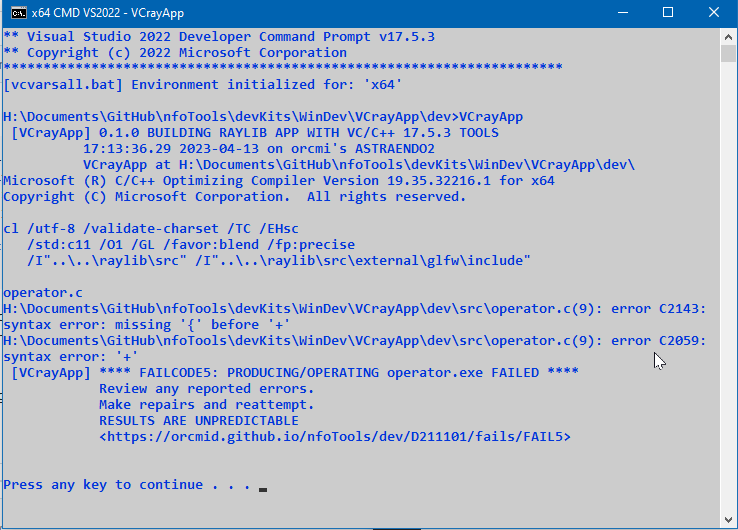 x64 CMD VS2022 - VCrayApp
** Visual Studio 2022 Developer Command Prompt v17.5.3
** Copyright (c) 2022 Microsoft Corporation
**********************************************************************
[vcvarsall.bat] Environment initialized for: 'x64'
H:\Documents\GitHub\nfoTools\devKits\WinDev\VCrayApp\dev>VCrayApp
[VCrayApp] 0.1.0 BUILDING RAYLIB APP WITH VC/C++ 17.5.3 TOOLS
17:13:36.29 2023-04-13 on orcmi's ASTRAENDO2
VCrayApp at H:\Documents\GitHub\nfoTools\devKits\WinDev\VCrayApp\dev\
Microsoft (R) C/C++ Optimizing Compiler Version 19.35.32216.1 for x64
Copyright (C) Microsoft Corporation.  All rights reserved.
cl /utf-8 /validate-charset /TC /EHsc
/std:c11 /O1 /GL /favor:blend /fp:precise
/I"..\..\raylib\src" /I"..\..\raylib\src\external\glfw\include"
operator.c
H:\Documents\GitHub\nfoTools\devKits\WinDev\VCrayApp\dev\src\operator.c(9): error C2143:
syntax error: missing '{' before '+'
H:\Documents\GitHub\nfoTools\devKits\WinDev\VCrayApp\dev\src\operator.c(9): error C2059:
syntax error: '+'
[VCrayApp] **** FAILCODE5: PRODUCING/OPERATING operator.exe FAILED ****
Review any reported errors.
Make repairs and reattempt.
RESULTS ARE UNPREDICTABLE
<https://orcmid.github.io/nfoTools/dev/D211101/fails/FAIL5>
Press any key to continue . . .